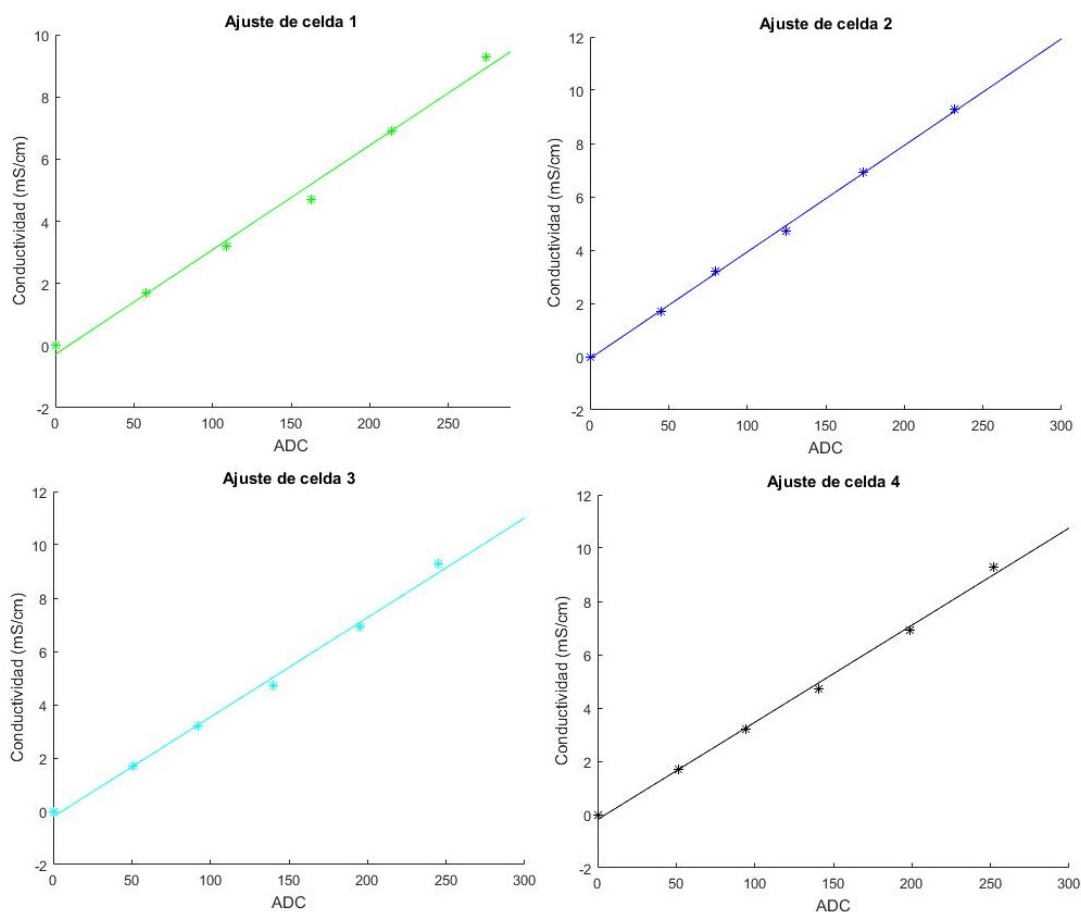 Ajuste de celda 1
10
8
6
4
2
0
-2
Conductividad (mS/cm)
0 50 100 150 200 250
ADC
Ajuste de celda 2
12
10
8
6
4
2
0
-2
Conductividad (mS/cm)
0 50 100 150 200 250 300
ADC
Ajuste de celda 3
12
10
8
6
4
2
0
-2
Conductividad (mS/cm)
0 50 100 150 200 250 300
ADC
Ajuste de celda 4
12
10
8
6
4
2
0
-2
Conductividad (mS/cm)
0 50 100 150 200 250 300
ADC